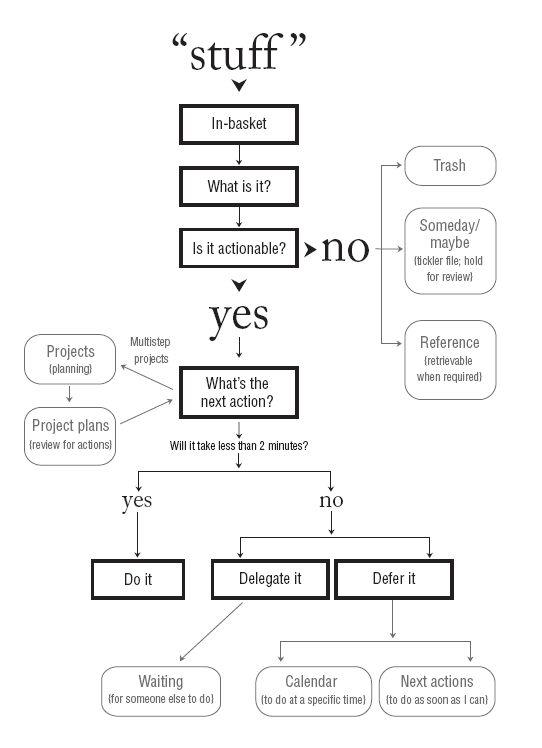 “stuff”
In-basket
What is it?
Is it actionable?
no
Trash
Someday/
maybe
(tickler file; hold
for review)
Reference
(retrievable
when required)
yes
Multistep
projects
Projects
(planning)
Project plans
(review for actions)
What’s the
next action?
Will it take less than 2 minutes?
yes
no
Do it
Delegate it
Defer it
Waiting
(for someone else to do)
Calendar
(to do at a specific time)
Next actions
(to do as soon as I can)